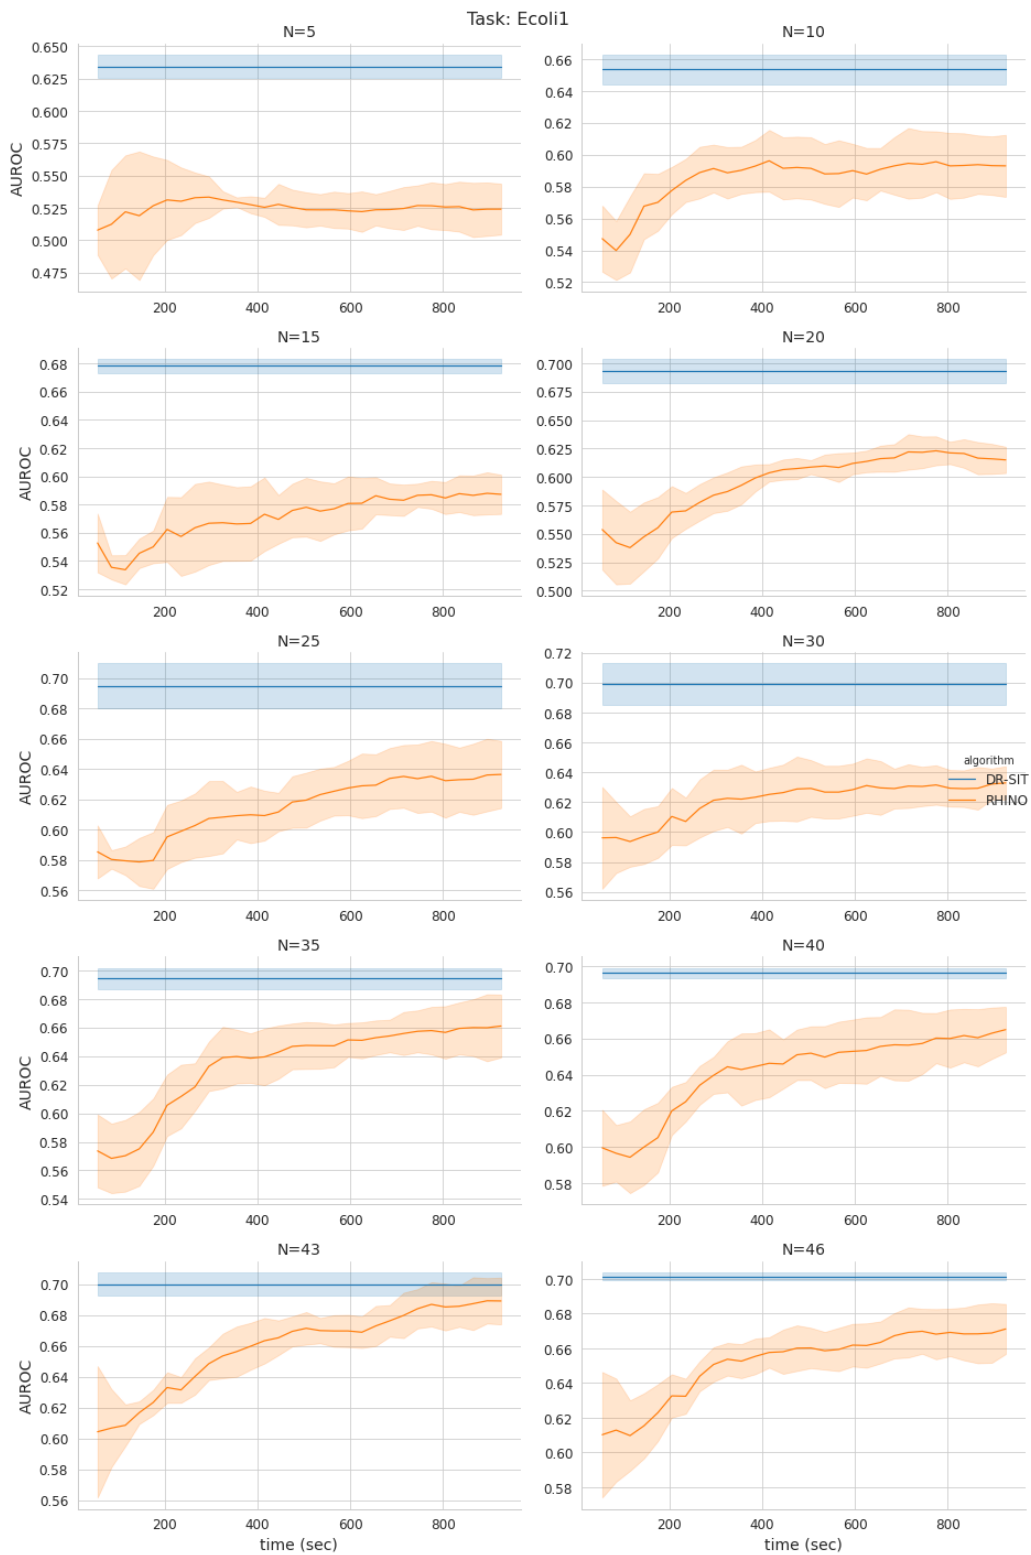 Task: Ecoli1
N=5
N=10
0.650
0.625
0.600
0.575
0.550
0.525
0.500
0.475
AUROC
200 400 600 800
0.66
0.64
0.62
0.60
0.58
0.56
0.54
0.52
200 400 600 800
N=15
N=20
0.68
0.66
0.64
0.62
0.60
0.58
0.56
0.54
0.52
AUROC
200 400 600 800
0.700
0.675
0.650
0.625
0.600
0.575
0.550
0.525
0.500
200 400 600 800
N=25
N=30
0.70
0.68
0.66
0.64
0.62
0.60
0.58
0.56
AUROC
200 400 600 800
0.72
0.70
0.68
0.66
0.64
0.62
0.60
0.58
0.56
200 400 600 800
algorithm
DR-SIT
RHINO
N=35
N=40
0.70
0.68
0.66
0.64
0.62
0.60
0.58
0.56
0.54
AUROC
200 400 600 800
0.70
0.68
0.66
0.64
0.62
0.60
0.58
200 400 600 800
N=43
N=46
0.70
0.68
0.66
0.64
0.62
0.60
0.58
0.56
AUROC
200 400 600 800
time (sec)
0.70
0.68
0.66
0.64
0.62
0.60
0.58
200 400 600 800
time (sec)